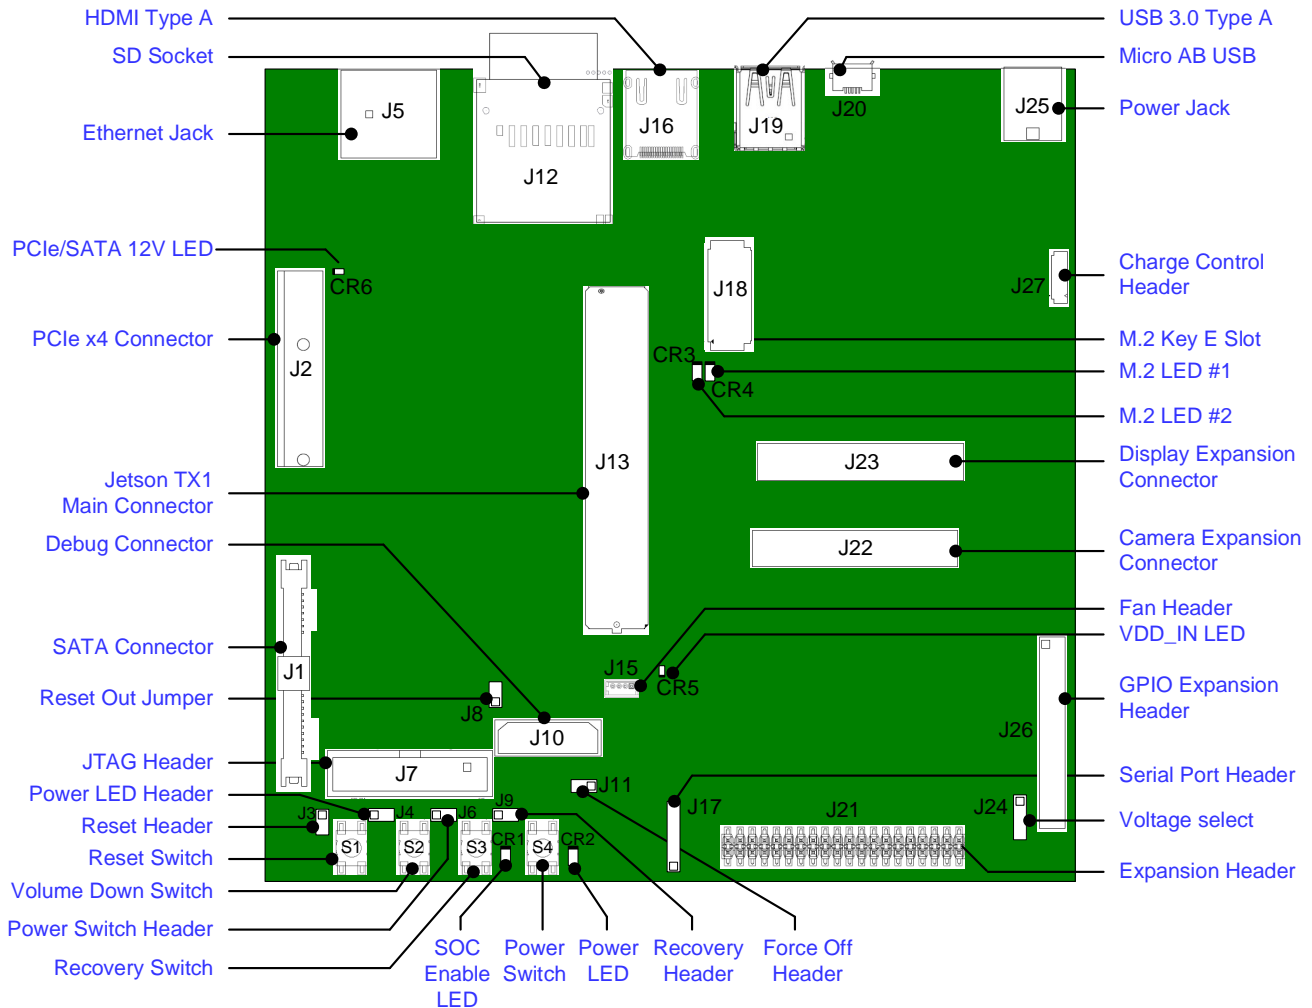 HDMI Type A
SD Socket
Ethernet Jack
PCIe/SATA 12V LED
PCIe x4 Connector
Jetson TX1
Main Connector
Debug Connector
SATA Connector
Reset Out Jumper
JTAG Header
Power LED Header
Reset Header
Reset Switch
Volume Down Switch
Power Switch Header
Recovery Switch
J5
J12
J16
J19
J20
J25
CR6
J2
J18
J27
CR3
CR4
J13
J23
J22
J1
J15
CR5
J8
J10
J26
J7
J11
J3
J4
J6
J9
J17
J21
J24
S1
S2
S3
CR1
S4
CR2
USB 3.0 Type A
Micro AB USB
Power Jack
Charge Control
Header
M.2 Key E Slot
M.2 LED #1
M.2 LED #2
Display Expansion
Connector
Camera Expansion
Connector
Fan Header
VDD_IN LED
GPIO Expansion
Header
Serial Port Header
Voltage select
Expansion Header
SOC
Enable
LED
Power
Switch
Power
LED
Recovery
Header
Force Off
Header